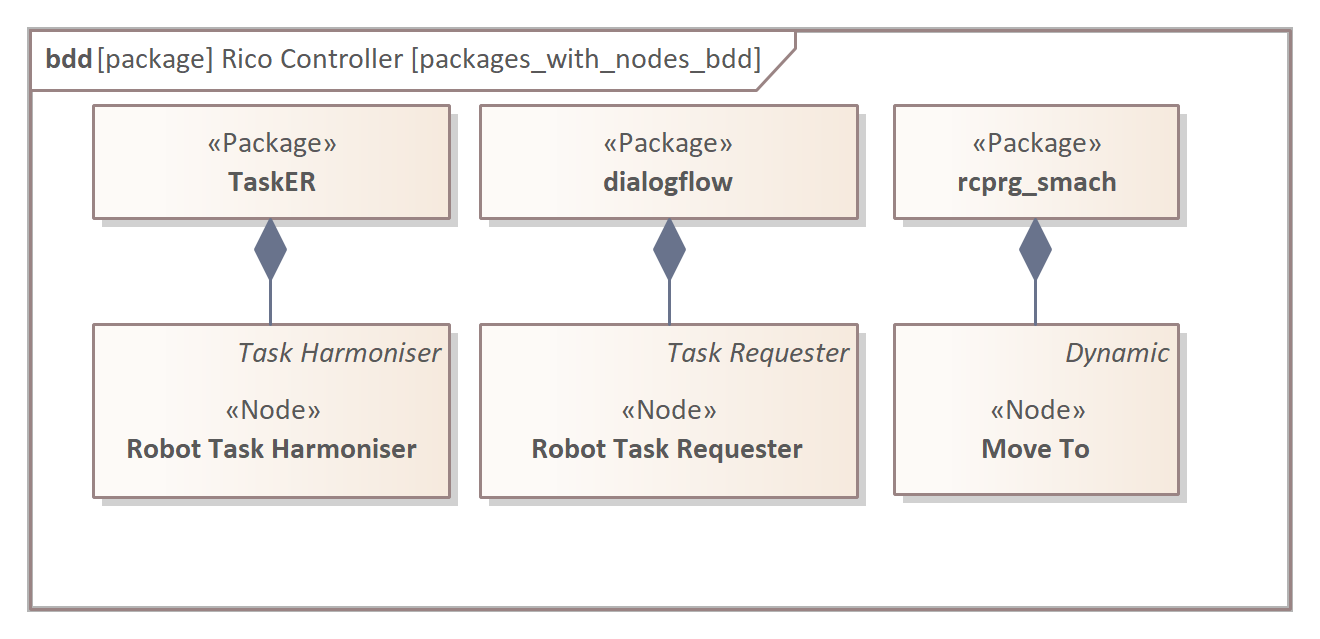 bdd [package] Rico Controller [packages_with_nodes_bdd]
«Package»
TaskER
«Package»
dialogflow
«Package»
rcprg_smach
Task Harmoniser
«Node»
Robot Task Harmoniser
Task Requester
«Node»
Robot Task Requester
Dynamic
«Node»
Move To